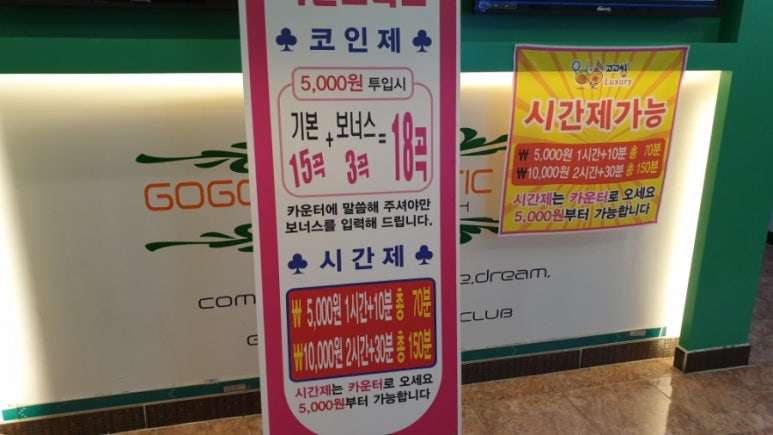 ♣ 코인제 ♣
5,000원 투입시
기본 + 보너스 = 18곡
15곡 3곡
카운터에 말씀해 주셔야만
보너스를 입력해 드립니다.
♣ 시간제 ♣
₩ 5,000원 1시간+10분 총 70분
₩10,000원 2시간+30분 총 150분
시간제는 카운터로 오세요
5,000원부터 가능합니다
Luxury
시간제가능
₩ 5,000원 1시간+10분 총 70분
₩10,000원 2시간+30분 총 150분
시간제는 카운터로 오세요
5,000원부터 가능합니다
dream.
CLUB